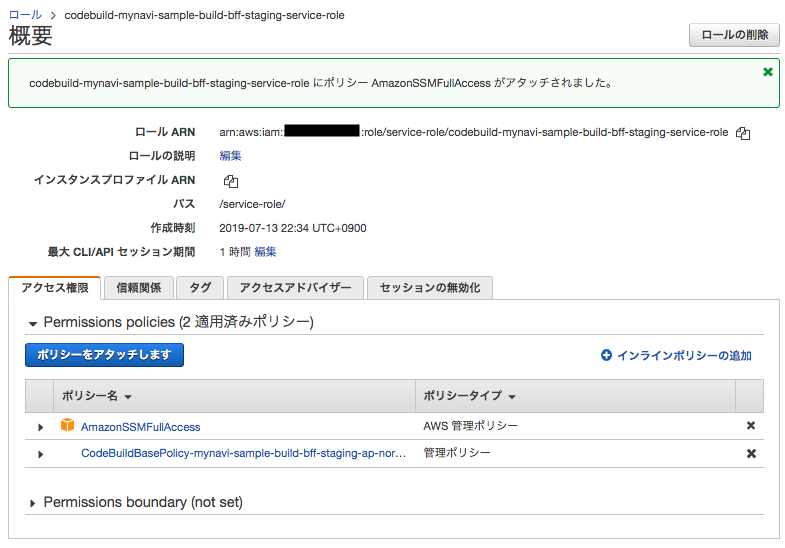 ロール > codebuild-mynavi-sample-build-bff-staging-service-role
概要
ロールの削除
codebuild-mynavi-sample-build-bff-staging-service-role にポリシー AmazonSSMFullAccess がアタッチされました。
ロール ARN arn:aws:iam: :role/service-role/codebuild-mynavi-sample-build-bff-staging-service-role
ロールの説明 編集
インスタンスプロファイル ARN
パス /service-role/
作成時刻 2019-07-13 22:34 UTC+0900
最大 CLI/API セッション期間 1 時間 編集
アクセス権限 信頼関係 タグ アクセスアドバイザー セッションの無効化
Permissions policies (2 適用済みポリシー)
ポリシーをアタッチします インラインポリシーの追加
ポリシー名 ポリシータイプ
AmazonSSMFullAccess AWS 管理ポリシー
CodeBuildBasePolicy-mynavi-sample-build-bff-staging-ap-nor... 管理ポリシー
Permissions boundary (not set)